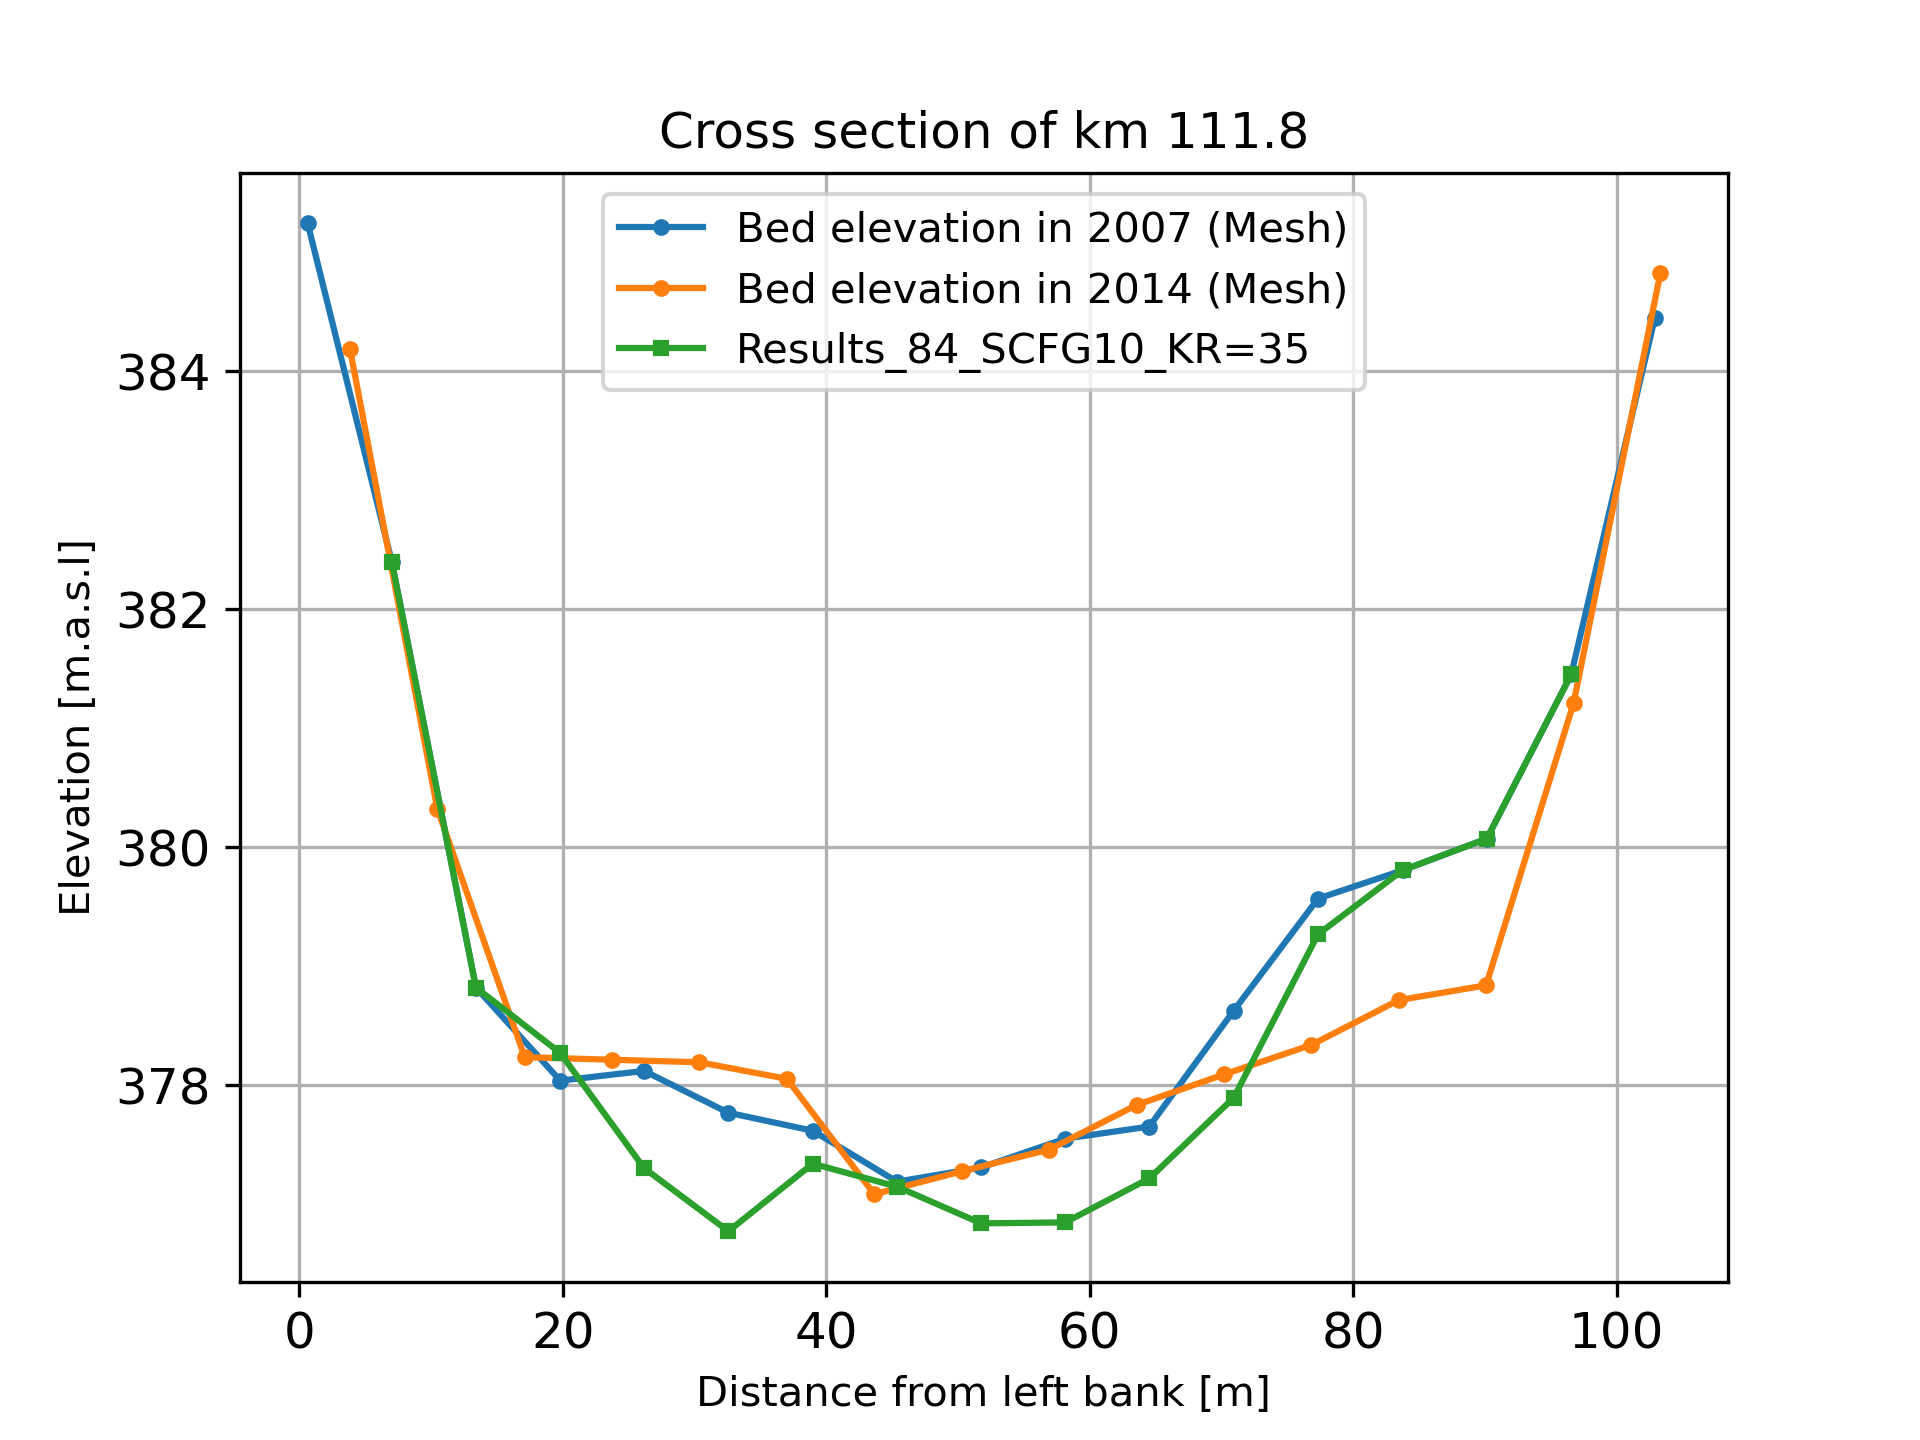 Cross section of km 111.8
Bed elevation in 2007 (Mesh)
Bed elevation in 2014 (Mesh)
Results_84_SCFG10_KR=35
384
382
380
378
Elevation [m.a.s.l]
0 20 40 60 80 100
Distance from left bank [m]